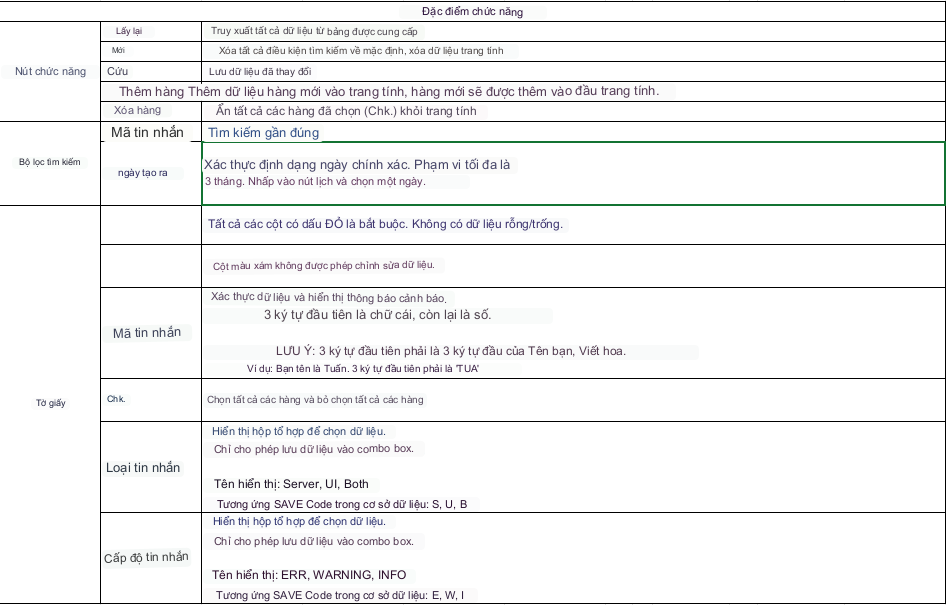 Đặc điểm chức năng
Nút chức năng
Lấy lại
Truy xuất tất cả dữ liệu từ bảng được cung cấp
Mới
Xóa tất cả điều kiện tìm kiếm về mặc định, xóa dữ liệu trang tính
Cứu
Lưu dữ liệu đã thay đổi
Thêm hàng Thêm dữ liệu hàng mới vào trang tính, hàng mới sẽ được thêm vào đầu trang tính.
Xóa hàng
Ẩn tất cả các hàng đã chọn (Chk.) khỏi trang tính
Bộ lọc tìm kiếm
Mã tin nhắn
Tìm kiếm gần đúng
ngày tạo ra
Xác thực định dạng ngày chính xác. Phạm vi tối đa là
3 tháng. Nhấp vào nút lịch và chọn một ngày.
Tờ giấy
Tất cả các cột có dấu ĐỎ là bắt buộc. Không có dữ liệu rỗng/trống.
Cột màu xám không được phép chỉnh sửa dữ liệu.
Mã tin nhắn
Xác thực dữ liệu và hiển thị thông báo cảnh báo.
3 ký tự đầu tiên là chữ cái, còn lại là số.
LƯU Ý: 3 ký tự đầu tiên phải là 3 ký tự đầu của Tên bạn, Viết hoa.
Ví dụ: Bạn tên là Tuấn. 3 ký tự đầu tiên phải là 'TUA'
Chk.
Chọn tất cả các hàng và bỏ chọn tất cả các hàng
Loại tin nhắn
Hiển thị hộp tổ hợp để chọn dữ liệu.
Chỉ cho phép lưu dữ liệu vào combo box.
Tên hiển thị: Server, UI, Both
Tương ứng SAVE Code trong cơ sở dữ liệu: S, U, B
Cấp độ tin nhắn
Hiển thị hộp tổ hợp để chọn dữ liệu.
Chỉ cho phép lưu dữ liệu vào combo box.
Tên hiển thị: ERR, WARNING, INFO
Tương ứng SAVE Code trong cơ sở dữ liệu: E, W, I